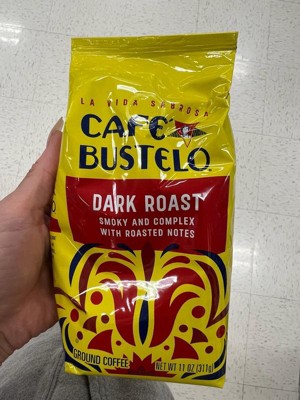 LA VIDA SABROSA
CAFÉ
BUSTELO
DARK ROAST
SMOKY AND COMPLEX
WITH ROASTED NOTES
GROUND COFFEE
NET WT 11 OZ (311g)